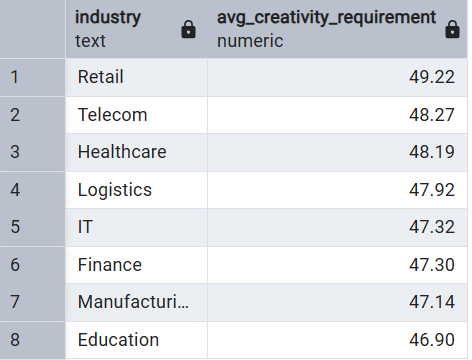 industry avg_creativity_requirement
text numeric
1 Retail 49.22
2 Telecom 48.27
3 Healthcare 48.19
4 Logistics 47.92
5 IT 47.32
6 Finance 47.30
7 Manufacturi... 47.14
8 Education 46.90